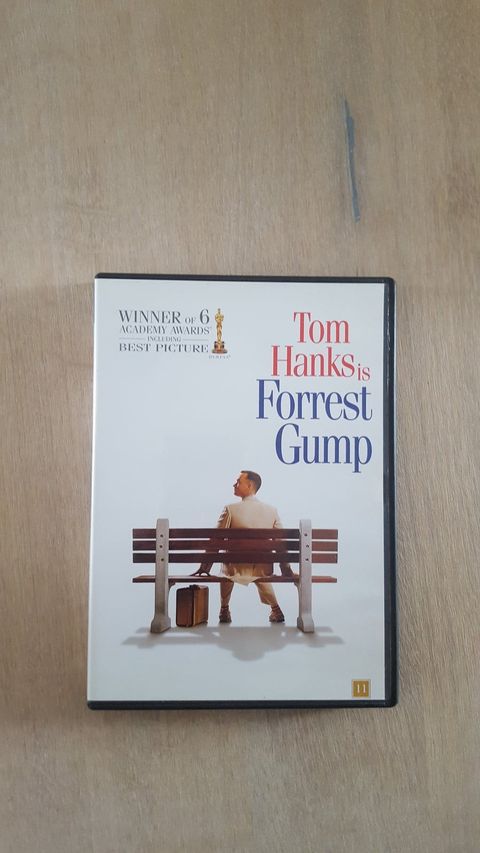 WINNER OF 6
ACADEMY AWARDS®
INCLUDING
BEST PICTURE
Tom
Hanks is
Forrest
Gump
11